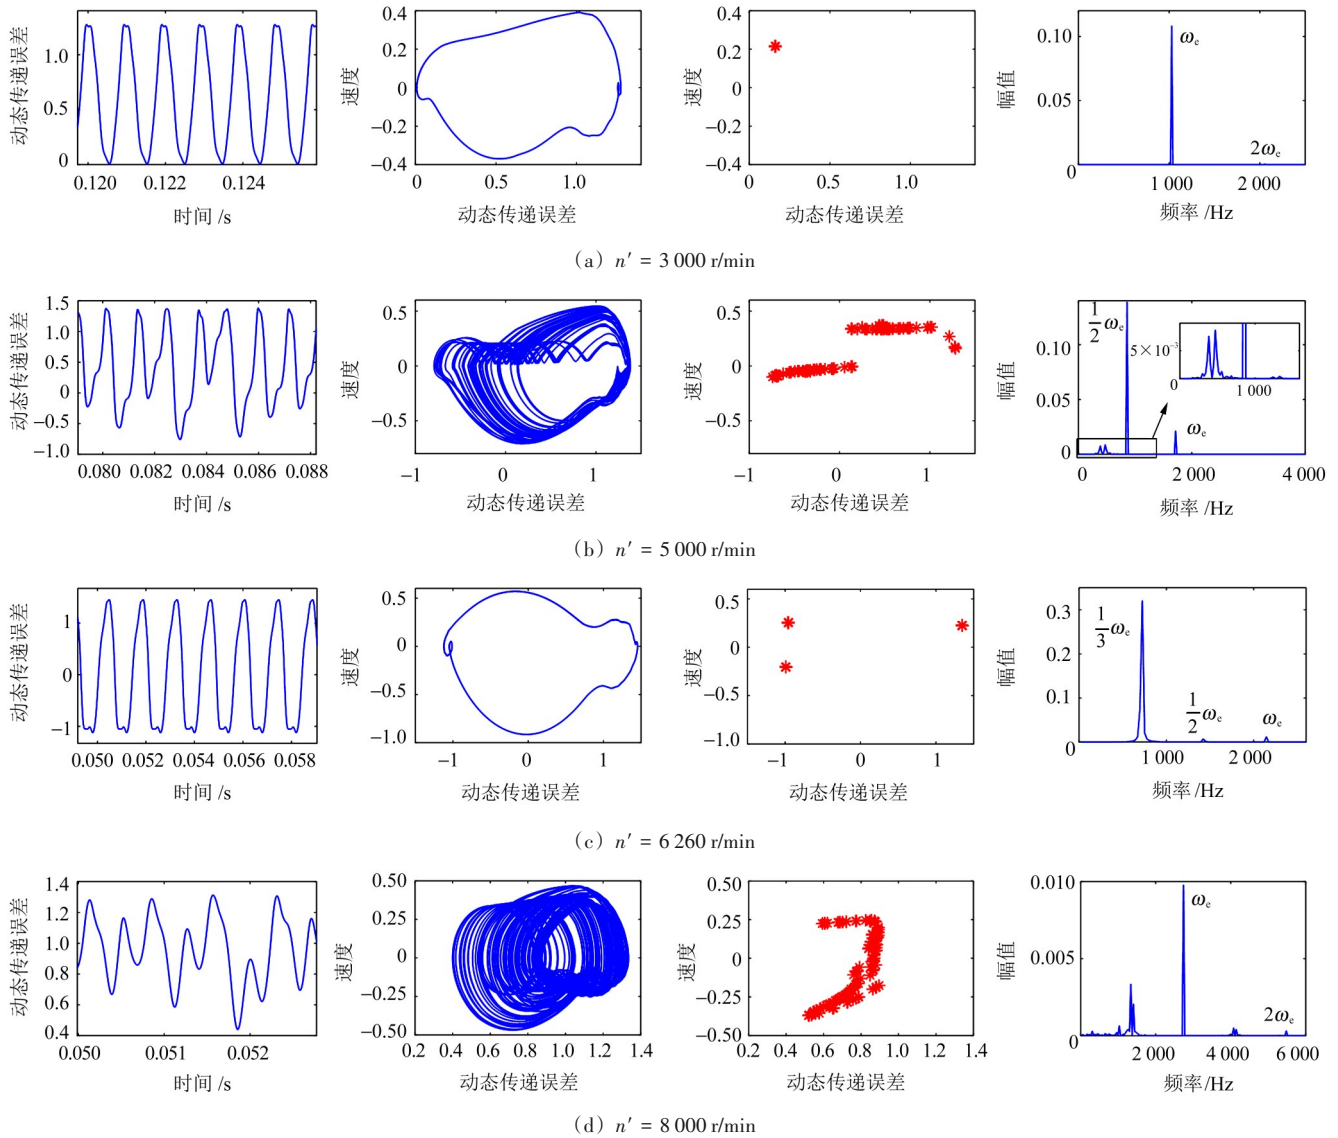 动态传递误差
1.0
0.5
0
0.120 0.122 0.124
时间 /s
速度
0.4
0.2
0
−0.2
−0.4
0 0.5 1.0
动态传递误差
速度
0.4
0.2
0
−0.2
−0.4
0 0.5 1.0
动态传递误差
幅值
0.10
0.05
0
ωe
2ωe
1 000 2 000
频率 /Hz
(a) n′ = 3 000 r/min
动态传递误差
1.5
1.0
0.5
0
−0.5
−1.0
0.080 0.082 0.084 0.086 0.088
时间 /s
速度
0.5
0
−0.5
−1 0 1
动态传递误差
速度
0.5
0
−0.5
−1 0 1
动态传递误差
幅值
0.10
0.05
0
1/2 ωe
5×10⁻³
0
1 000
ωe
0 2 000 4 000
频率 /Hz
(b) n′ = 5 000 r/min
动态传递误差
1
0
−1
0.050 0.052 0.054 0.056 0.058
时间 /s
速度
0.5
0
−0.5
−1.0
−1 0 1
动态传递误差
速度
0.5
0
−0.5
−1.0
−1 0 1
动态传递误差
幅值
0.3
0.2
0.1
0
1/3 ωe
1/2 ωe
ωe
1 000 2 000
频率 /Hz
(c) n′ = 6 260 r/min
动态传递误差
1.4
1.2
1.0
0.8
0.6
0.4
0.050 0.051 0.052
时间 /s
速度
0.50
0.25
0
−0.25
−0.50
0.2 0.4 0.6 0.8 1.0 1.2 1.4
动态传递误差
速度
0.50
0.25
0
−0.25
−0.50
0.2 0.4 0.6 0.8 1.0 1.2 1.4
动态传递误差
幅值
0.010
0.005
0
ωe
2ωe
2 000 4 000 6 000
频率/Hz
(d) n′ = 8 000 r/min